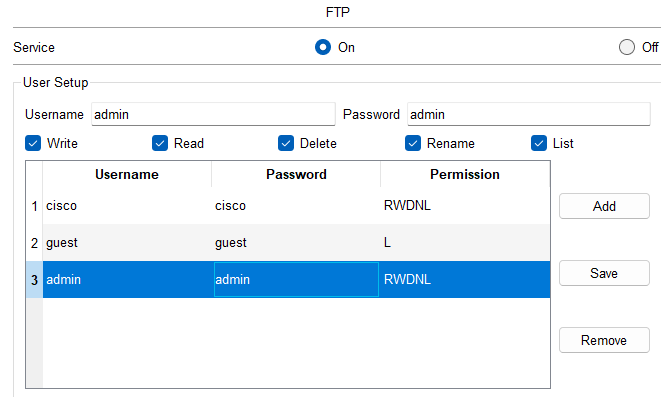 FTP
Service On Off
User Setup
Username admin Password admin
Write Read Delete Rename List
Username Password Permission
1 cisco cisco RWDNL Add
2 guest guest L
3 admin admin RWDNL Save
Remove